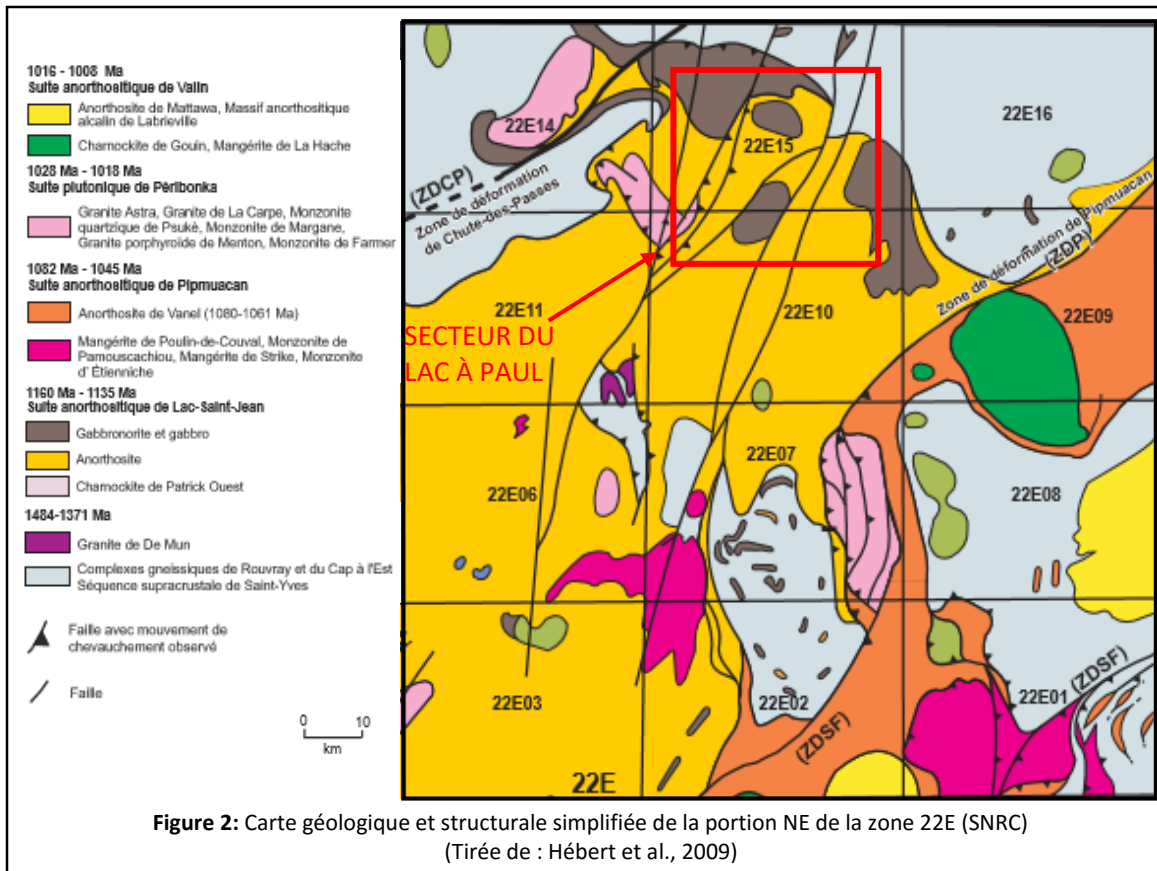 1016 - 1008 Ma
Suite anorthositique de Valin
Anorthosite de Mattawa, Massif anorthositique
alcalin de Labrieville
Charnockite de Gouin, Mangérite de La Hache
1028 Ma - 1018 Ma
Suite plutonique de Péribonka
Granite Astra, Granite de La Carpe, Monzonite
quartzique de Psukè, Monzonite de Margane,
Granite porphyroïde de Menton, Monzonite de Farmer
1082 Ma - 1045 Ma
Suite anorthositique de Pipmuacan
Anorthosite de Vanel (1080-1061 Ma)
Mangérite de Poulin-de-Couval, Monzonite de
Pamouscachiou, Mangérite de Strike, Monzonite
d' Étienniche
1160 Ma - 1135 Ma
Suite anorthositique de Lac-Saint-Jean
Gabbronorite et gabbro
Anorthosite
Charnockite de Patrick Ouest
1484-1371 Ma
Granite de De Mun
Complexes gneissiques de Rouvray et du Cap à l'Est
Séquence supracrustale de Saint-Yves
Faille avec mouvement de
chevauchement observé
Faille
0 10
km
22E14
22E15
22E16
(ZDCP)
Zone de déformation
de Chute-des-Passes
Zone de déformation de Pipmuacan
(ZDP)
22E11
22E10
22E09
SECTEUR DU
LAC À PAUL
22E06
22E07
22E08
22E03
22E02
22E01
(ZDSF)
(ZDSF)
22E
Figure 2: Carte géologique et structurale simplifiée de la portion NE de la zone 22E (SNRC)
(Tirée de : Hébert et al., 2009)